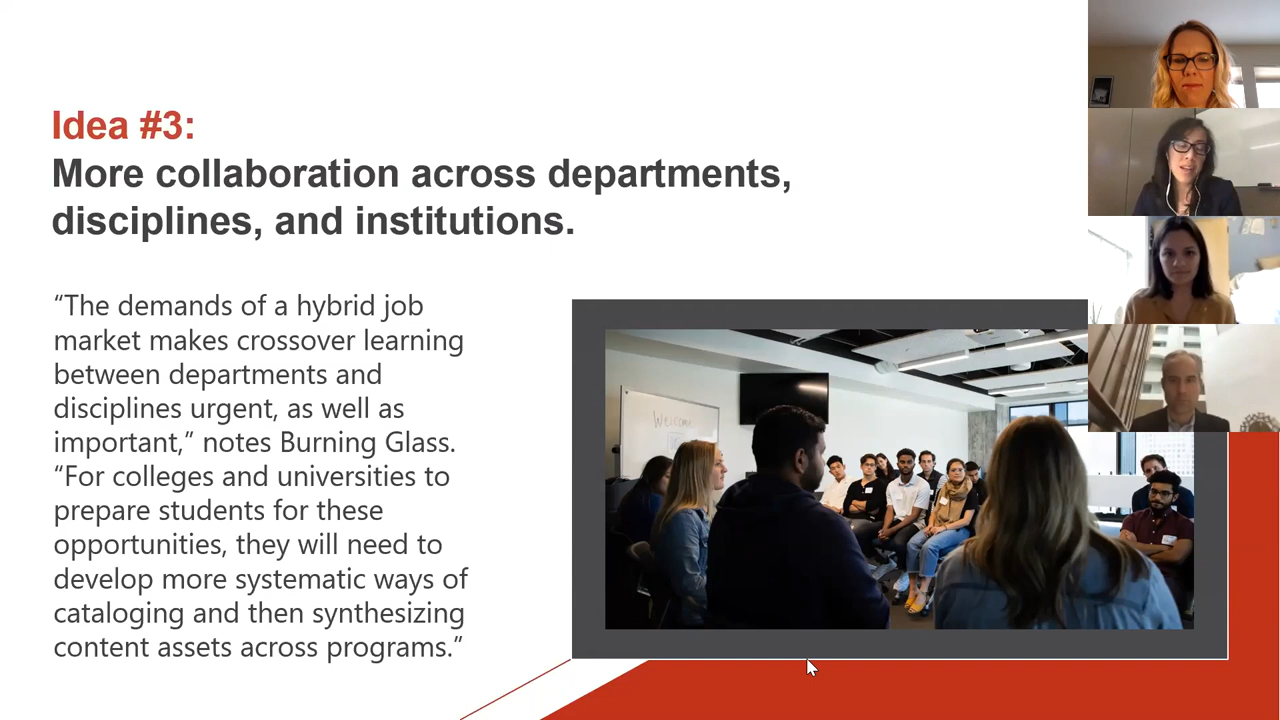 Idea #3:
More collaboration across departments,
disciplines, and institutions.
“The demands of a hybrid job
market makes crossover learning
between departments and
disciplines urgent, as well as
important,” notes Burning Glass.
“For colleges and universities to
prepare students for these
opportunities, they will need to
develop more systematic ways of
cataloging and then synthesizing
content assets across programs.”
Welcome